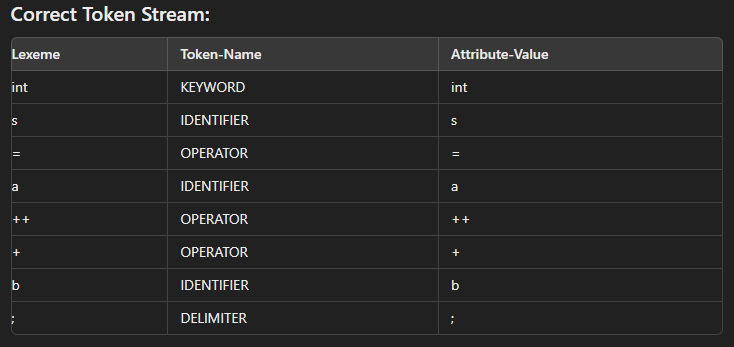 Correct Token Stream:
Lexeme Token-Name Attribute-Value
int KEYWORD int
s IDENTIFIER s
= OPERATOR =
a IDENTIFIER a
++ OPERATOR ++
+ OPERATOR +
b IDENTIFIER b
; DELIMITER ;